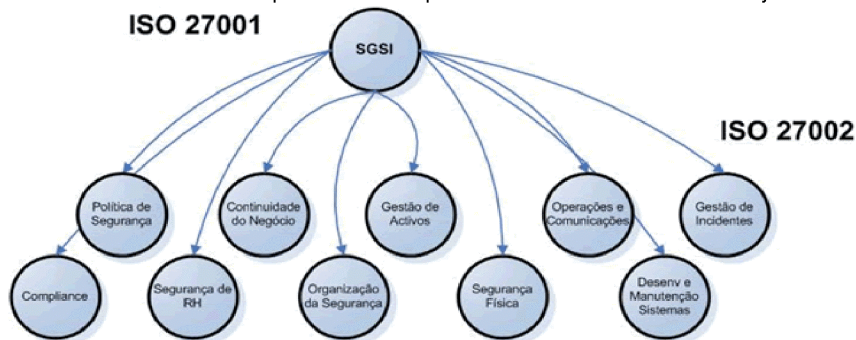 ISO 27001
SGSI
ISO 27002
Política de
Segurança
Continuidade
do Negócio
Gestão de
Activos
Operações e
Comunicações
Gestão de
Incidentes
Compliance
Segurança de
RH
Organização
da Segurança
Segurança
Física
Desenv e
Manutenção
Sistemas